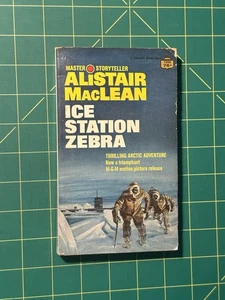 MASTER STORYTELLER
ALISTAIR
MACLEAN
ICE
STATION
ZEBRA
THRILLING ARCTIC ADVENTURE
Now a triumphant
M-G-M motion picture release